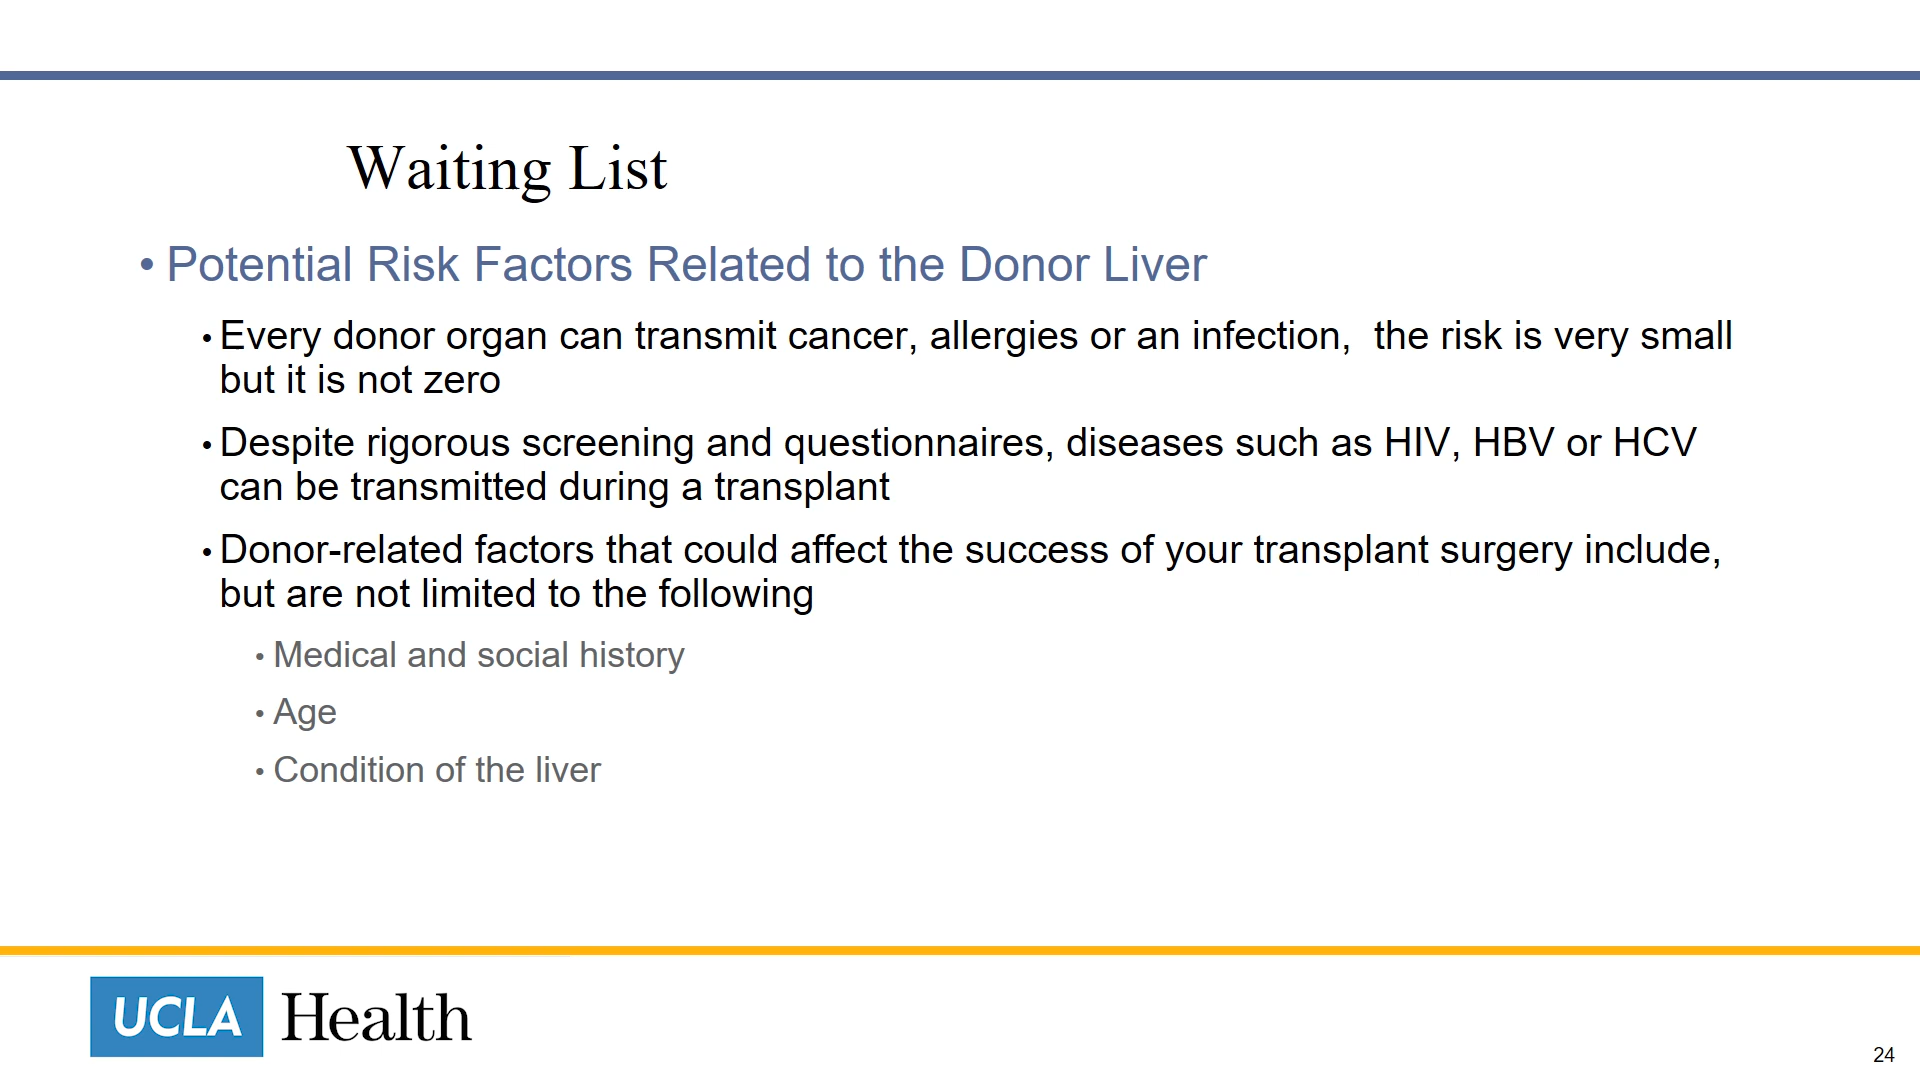 Waiting List
• Potential Risk Factors Related to the Donor Liver
• Every donor organ can transmit cancer, allergies or an infection,  the risk is very small
but it is not zero
• Despite rigorous screening and questionnaires, diseases such as HIV, HBV or HCV
can be transmitted during a transplant
• Donor-related factors that could affect the success of your transplant surgery include,
but are not limited to the following
• Medical and social history
• Age
• Condition of the liver
UCLA Health
24